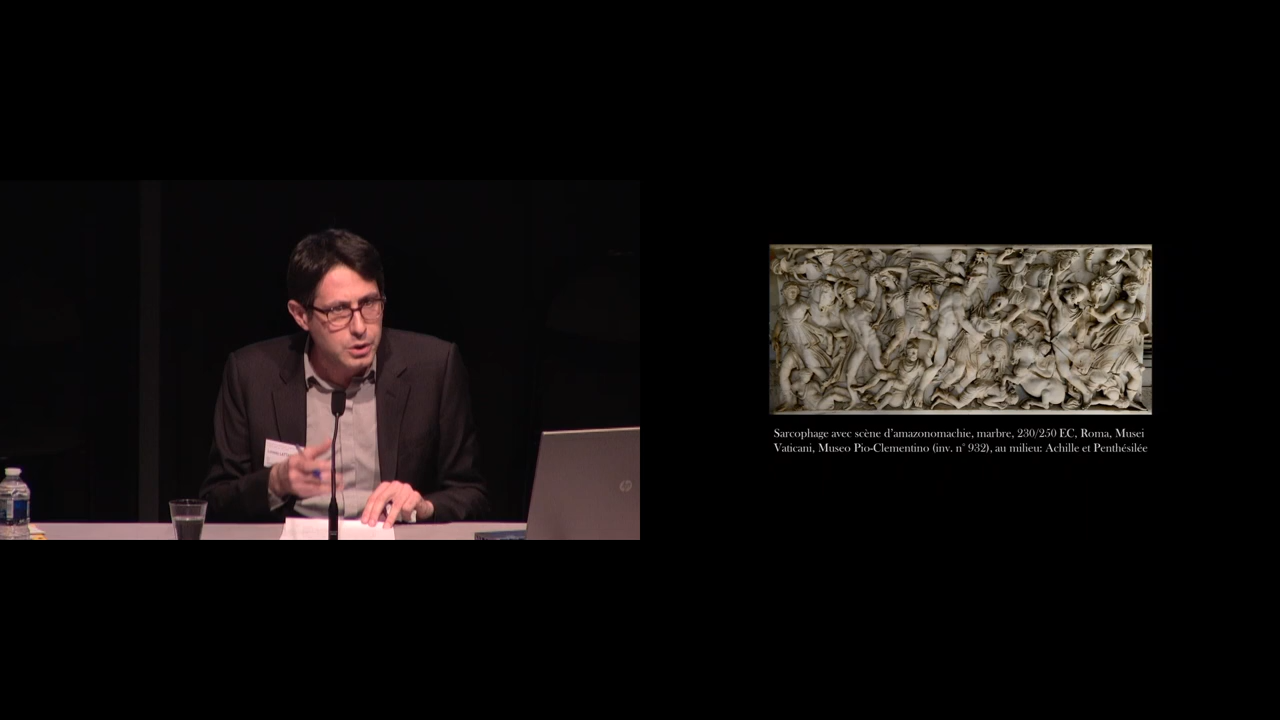 Sarcophage avec scène d'amazonomachie, marbre, 230/250 EC, Roma, Musei
Vaticani, Museo Pio-Clementino (inv. n° 932), au milieu: Achille et Penthésilée
hp